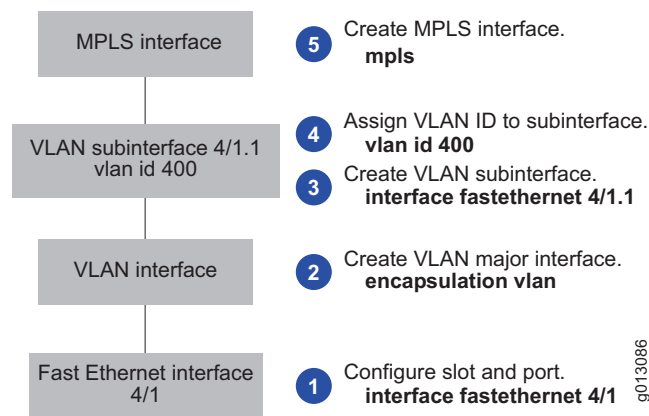 MPLS interface
5
Create MPLS interface.
mpls
VLAN subinterface 4/1.1
vlan id 400
4
Assign VLAN ID to subinterface.
vlan id 400
3
Create VLAN subinterface.
interface fastethernet 4/1.1
VLAN interface
2
Create VLAN major interface.
encapsulation vlan
Fast Ethernet interface
4/1
1
Configure slot and port.
interface fastethernet 4/1
g013086